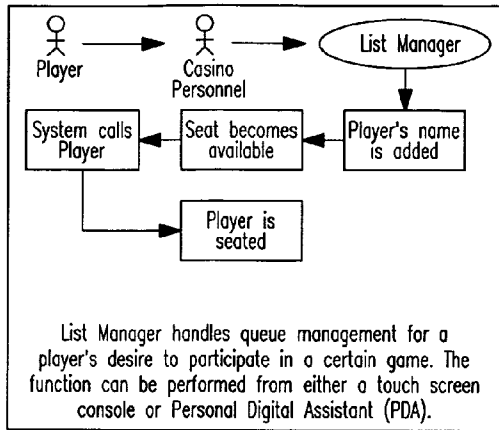 Player
Casino
Personnel
List Manager
System calls
Player
Seat becomes
available
Player's name
is added
Player is
seated
List Manager handles queue management for a
player's desire to participate in a certain game. The
function can be performed from either a touch screen
console or Personal Digital Assistant (PDA).